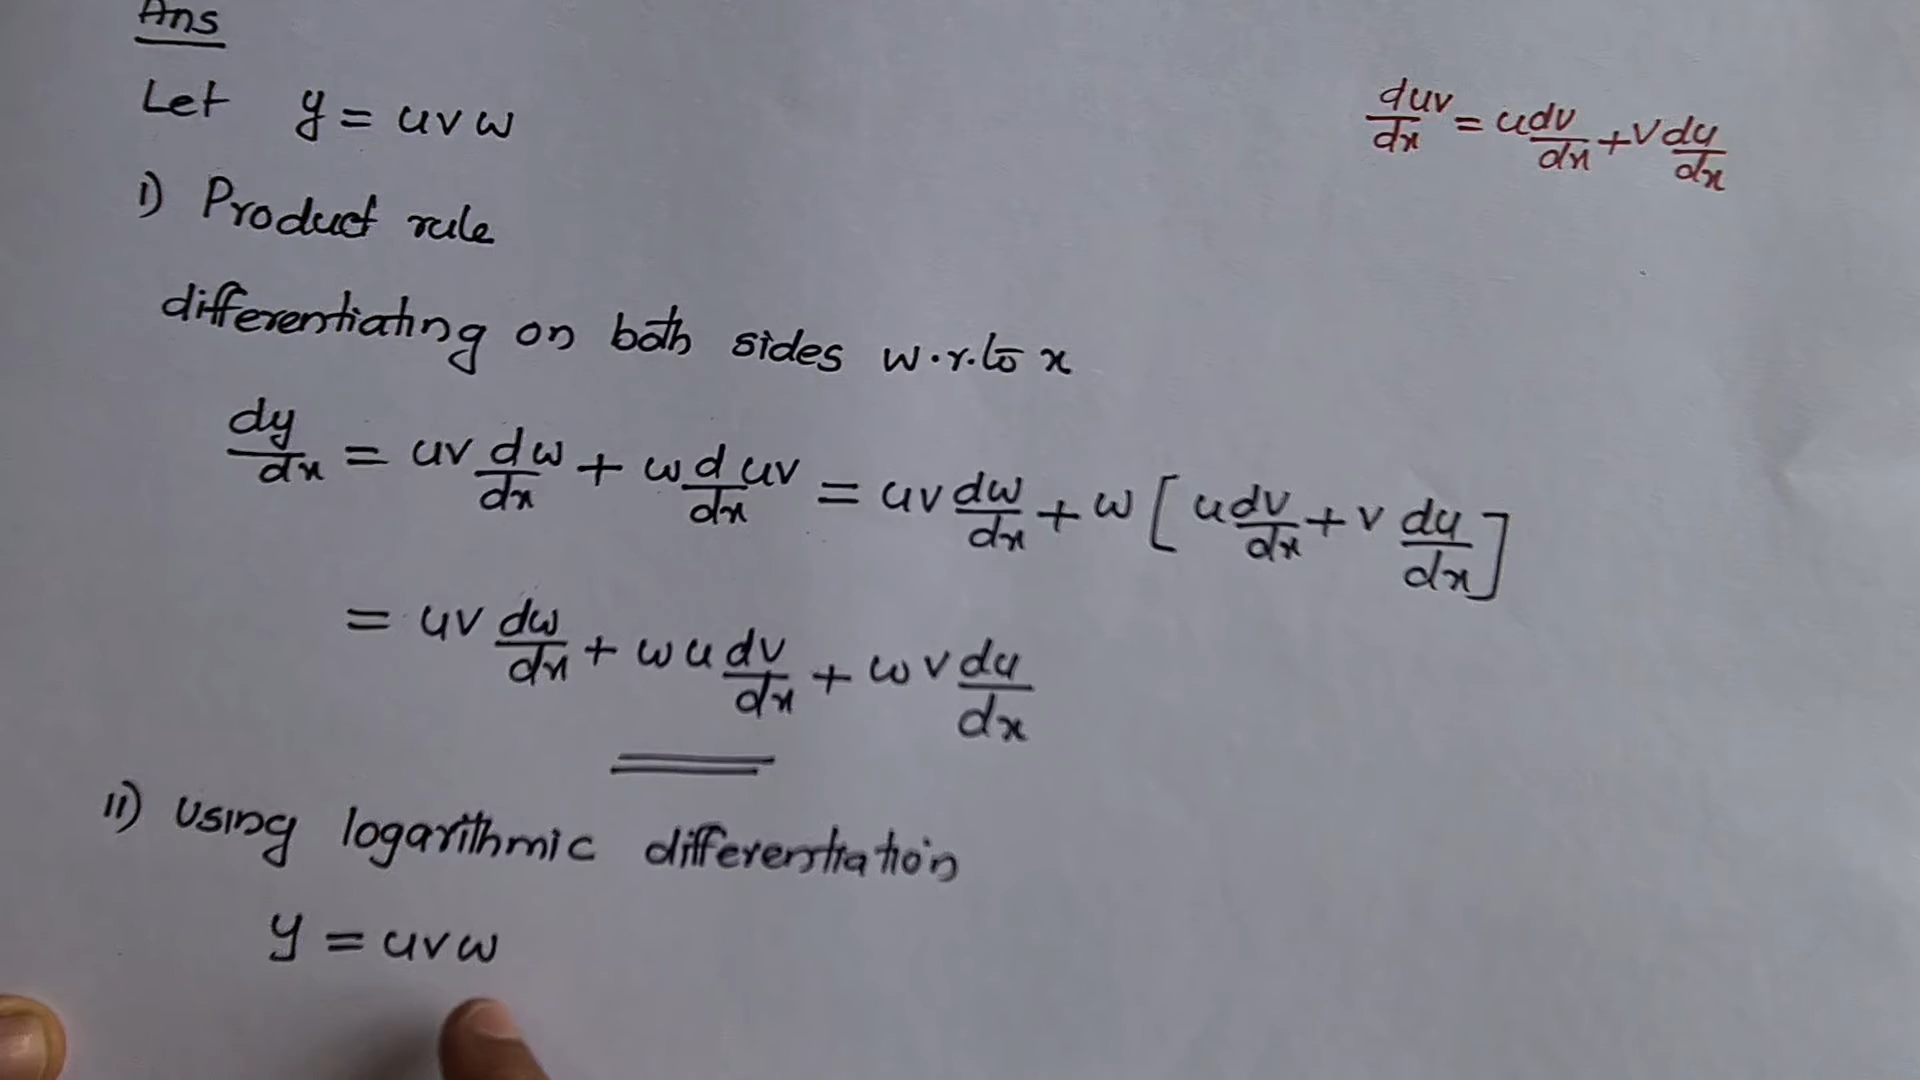 Ans
Let y = uvw
duv/dx = u dv/dx + v du/dx
i) Product rule
differentiating on both sides w.r.to x
dy/dx = uv dw/dx + w d uv/dx = uv dw/dx + w [ u dv/dx + v du/dx ]
= uv dw/dx + wu dv/dx + wv du/dx
ii) using logarithmic differentiation
y = uvw